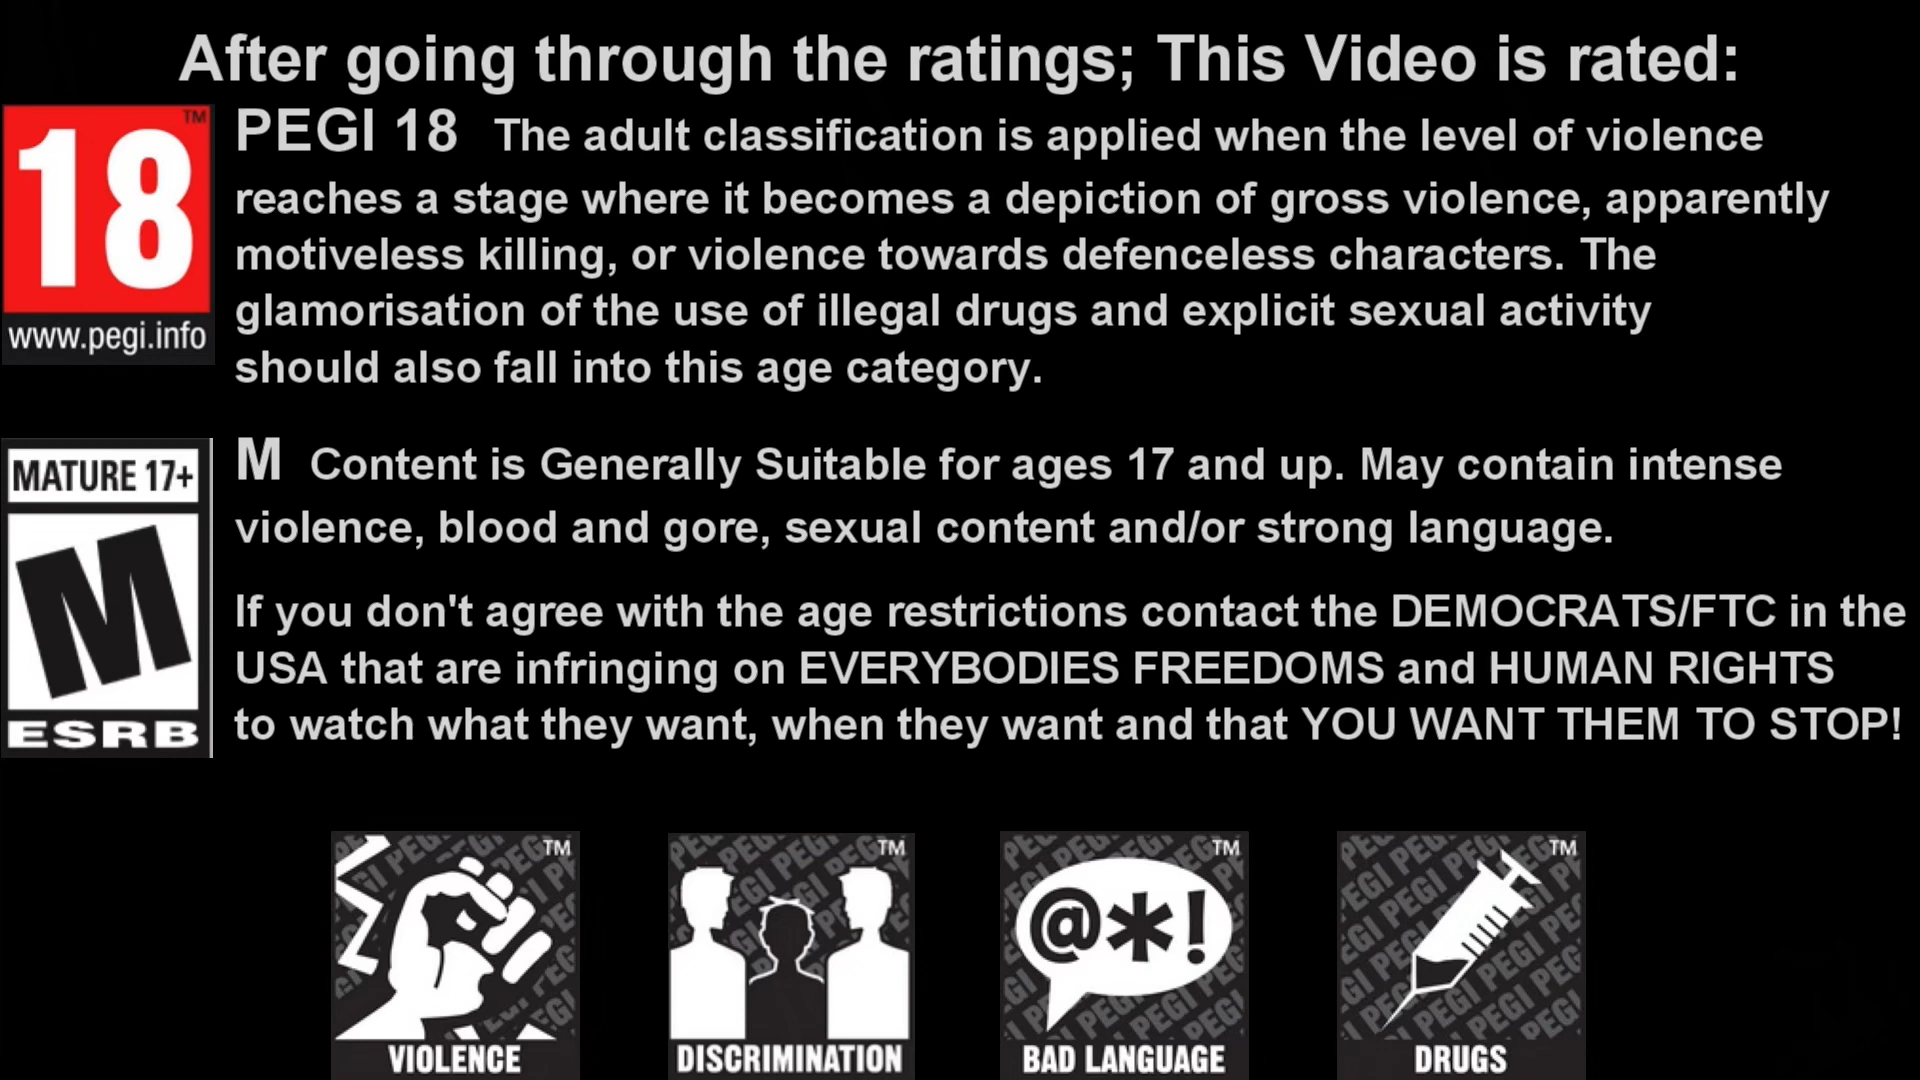 After going through the ratings; This Video is rated:
18 TM
www.pegi.info
PEGI 18 The adult classification is applied when the level of violence
reaches a stage where it becomes a depiction of gross violence, apparently
motiveless killing, or violence towards defenceless characters. The
glamorisation of the use of illegal drugs and explicit sexual activity
should also fall into this age category.
MATURE 17+
M
ESRB
M Content is Generally Suitable for ages 17 and up. May contain intense
violence, blood and gore, sexual content and/or strong language.
If you don't agree with the age restrictions contact the DEMOCRATS/FTC in the
USA that are infringing on EVERYBODIES FREEDOMS and HUMAN RIGHTS
to watch what they want, when they want and that YOU WANT THEM TO STOP!
TM
VIOLENCE
TM
DISCRIMINATION
TM
@*!
BAD LANGUAGE
TM
DRUGS